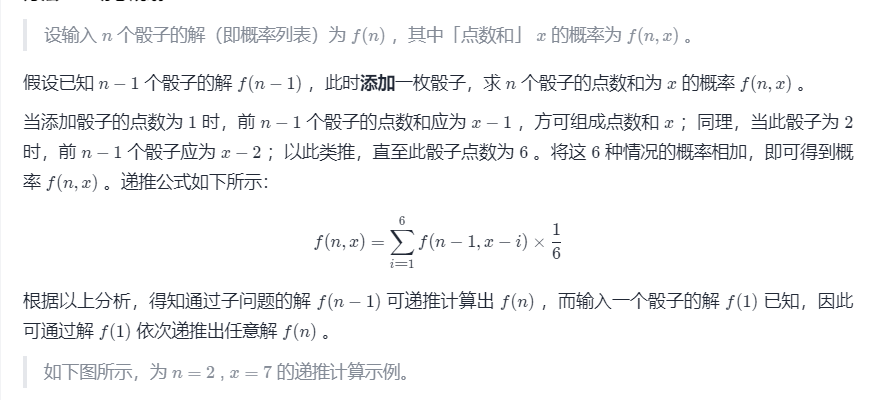 设输入 n 个骰子的解（即概率列表）为 f(n) ，其中「点数和」 x 的概率为 f(n, x) 。
假设已知 n − 1 个骰子的解 f(n − 1) ，此时添加一枚骰子，求 n 个骰子的点数和为 x 的概率 f(n, x) 。
当添加骰子的点数为 1 时，前 n − 1 个骰子的点数和应为 x − 1 ，方可组成点数和 x ；同理，当此骰子为 2
时，前 n − 1 个骰子应为 x − 2 ；以此类推，直至此骰子点数为 6 。将这 6 种情况的概率相加，即可得到概
率 f(n, x) 。递推公式如下所示：
f(n, x) = ∑_{i=1}^{6} f(n − 1, x − i) × 1/6
根据以上分析，得知通过子问题的解 f(n − 1) 可递推计算出 f(n) ，而输入一个骰子的解 f(1) 已知，因此
可通过解 f(1) 依次递推出任意解 f(n) 。
如下图所示，为 n = 2 , x = 7 的递推计算示例。